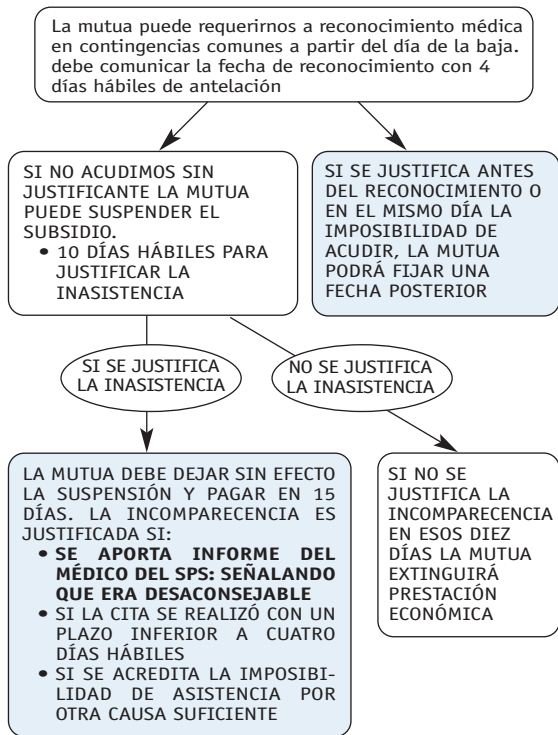 La mutua puede requerirnos a reconocimiento médica
en contingencias comunes a partir del día de la baja.
debe comunicar la fecha de reconocimiento con 4
días hábiles de antelación
SI NO ACUDIMOS SIN
JUSTIFICANTE LA MUTUA
PUEDE SUSPENDER EL
SUBSIDIO.
• 10 DÍAS HÁBILES PARA
JUSTIFICAR LA
INASISTENCIA
SI SE JUSTIFICA ANTES
DEL RECONOCIMIENTO O
EN EL MISMO DÍA LA
IMPOSIBILIDAD DE
ACUDIR, LA MUTUA
PODRÁ FIJAR UNA
FECHA POSTERIOR
SI SE JUSTIFICA
LA INASISTENCIA
NO SE JUSTIFICA
LA INASISTENCIA
LA MUTUA DEBE DEJAR SIN EFECTO
LA SUSPENSIÓN Y PAGAR EN 15
DÍAS. LA INCOMPARECENCIA ES
JUSTIFICADA SI:
• SE APORTA INFORME DEL
MÉDICO DEL SPS: SEÑALANDO
QUE ERA DESACONSEJABLE
• SI LA CITA SE REALIZÓ CON UN
PLAZO INFERIOR A CUATRO
DÍAS HÁBILES
• SI SE ACREDITA LA IMPOSIBI-
LIDAD DE ASISTENCIA POR
OTRA CAUSA SUFICIENTE
SI NO SE
JUSTIFICA LA
INCOMPARECENCIA
EN ESOS DIEZ
DÍAS LA MUTUA
EXTINGUIRÁ
PRESTACIÓN
ECONÓMICA